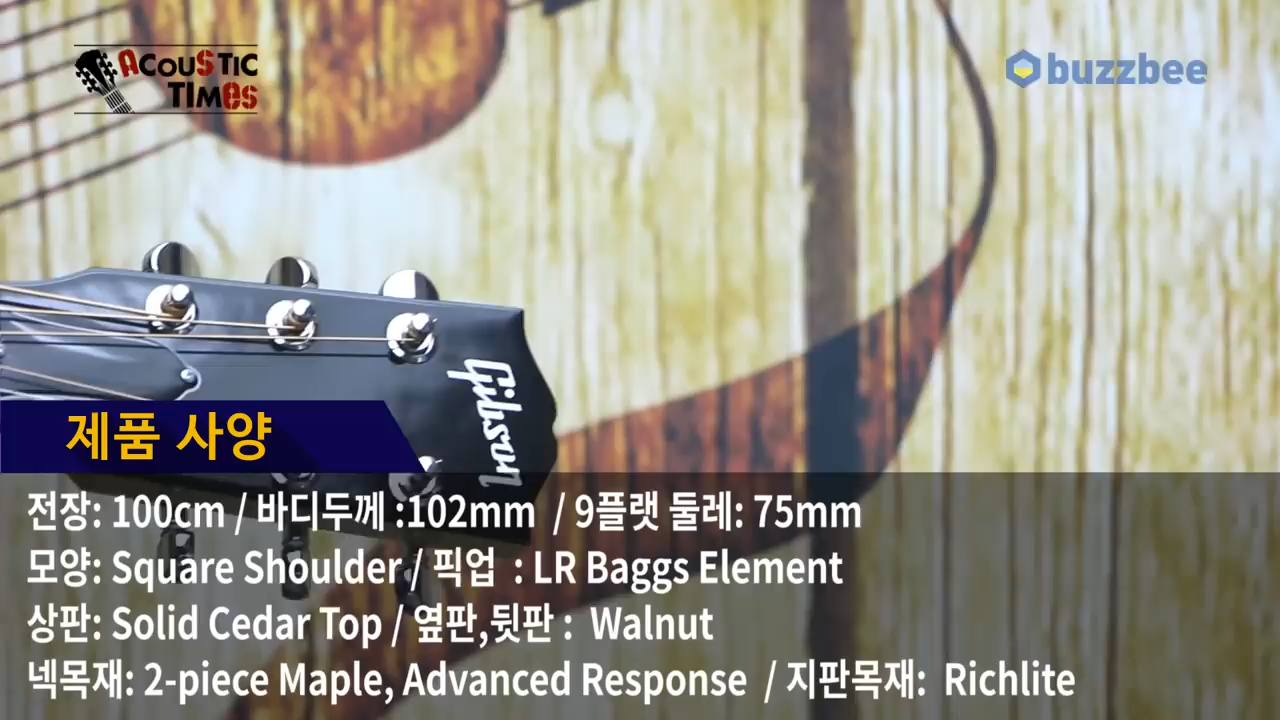 ACOUSTIC
TIMES
buzzbee
Gibson
제품 사양
전장: 100cm / 바디두께 :102mm / 9플랫 둘레: 75mm
모양: Square Shoulder / 픽업 : LR Baggs Element
상판: Solid Cedar Top / 옆판,뒷판 : Walnut
넥목재: 2-piece Maple, Advanced Response / 지판목재: Richlite